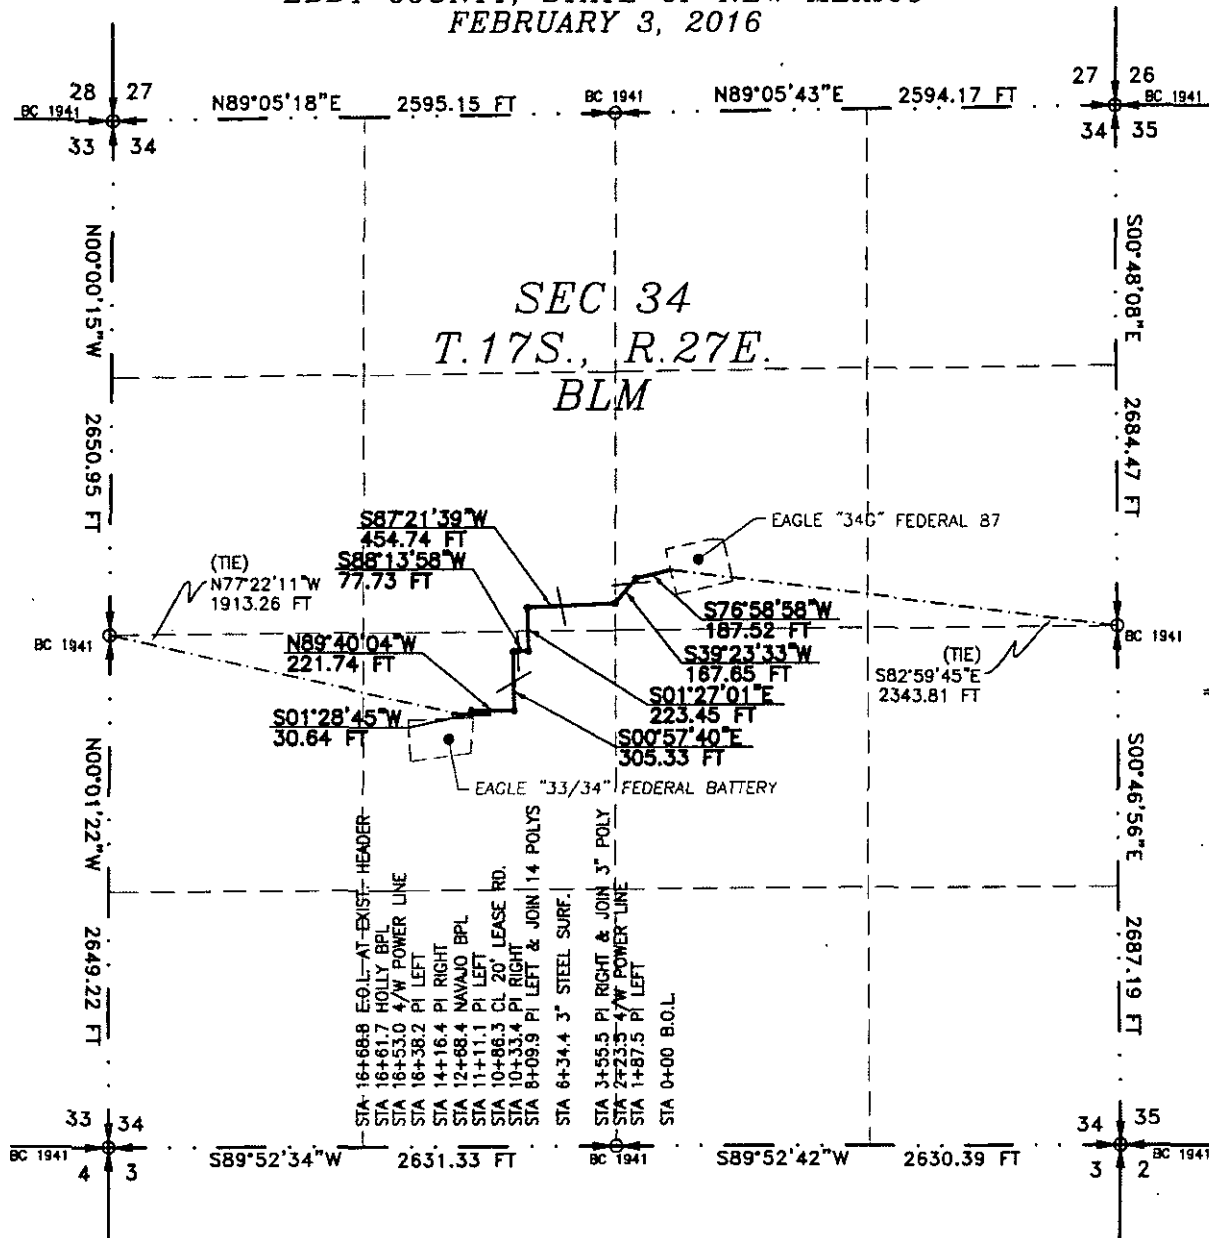 FEBRUARY 3, 2016
28 27
BC 1941
33 34
N89°05'18"E 2595.15 FT
BC 1941
N89°05'43"E 2594.17 FT
27 26
BC 1941
34 35
N00°00'15"W 2650.95 FT
S00°48'08"E 2684.47 FT
SEC 34
T.17S., R.27E.
BLM
S87°21'39"W
454.74 FT
S88°13'58"W
77.73 FT
EAGLE "34G" FEDERAL 87
(TIE)
N77°22'11"W
1913.26 FT
BC 1941
N89°40'04"W
221.74 FT
S01°28'45"W
30.64 FT
S76°58'58"W
187.52 FT
S39°23'33"W
167.65 FT
S01°27'01"E
223.45 FT
S00°57'40"E
305.33 FT
(TIE)
S82°59'45"E
2343.81 FT
BC 1941
EAGLE "33/34" FEDERAL BATTERY
N00°01'22"W 2649.22 FT
S00°46'56"E 2687.19 FT
STA 16+68.8 E.O.L. AT EXIST. HEADER
STA 16+61.7 HOLLY BPL
STA 16+53.0 4/W POWER LINE
STA 16+38.2 PI LEFT
STA 14+16.4 PI RIGHT
STA 12+68.4 NAVAJO BPL
STA 11+11.1 PI LEFT
STA 10+86.3 CL 20' LEASE RD.
STA 10+33.4 PI RIGHT
STA 8+09.9 PI LEFT & JOIN 14 POLYS
STA 6+34.4 3" STEEL SURF.
STA 3+55.5 PI RIGHT & JOIN 3" POLY
STA 2+23.5 4/W POWER LINE
STA 1+87.5 PI LEFT
STA 0+00 B.O.L.
33 34
BC 1941
4 3
S89°52'34"W 2631.33 FT
BC 1941
S89°52'42"W 2630.39 FT
34 35
BC 1941
3 2